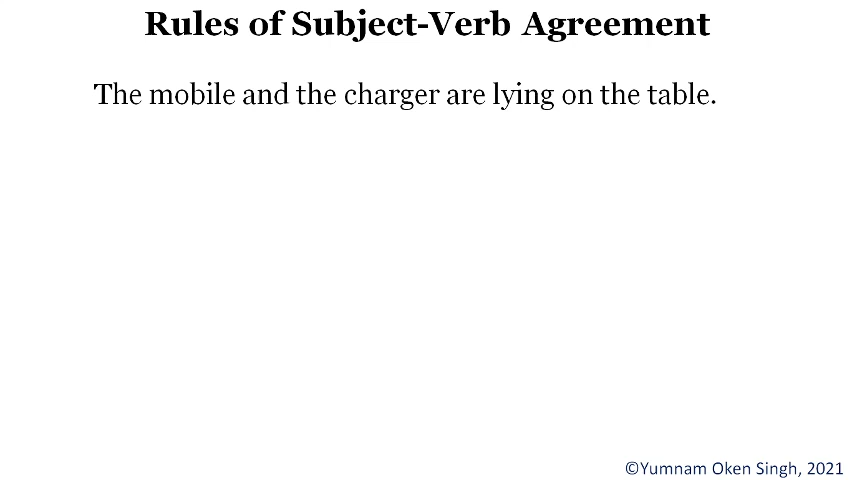 Rules of Subject-Verb Agreement
The mobile and the charger are lying on the table.
©Yumnam Oken Singh, 2021